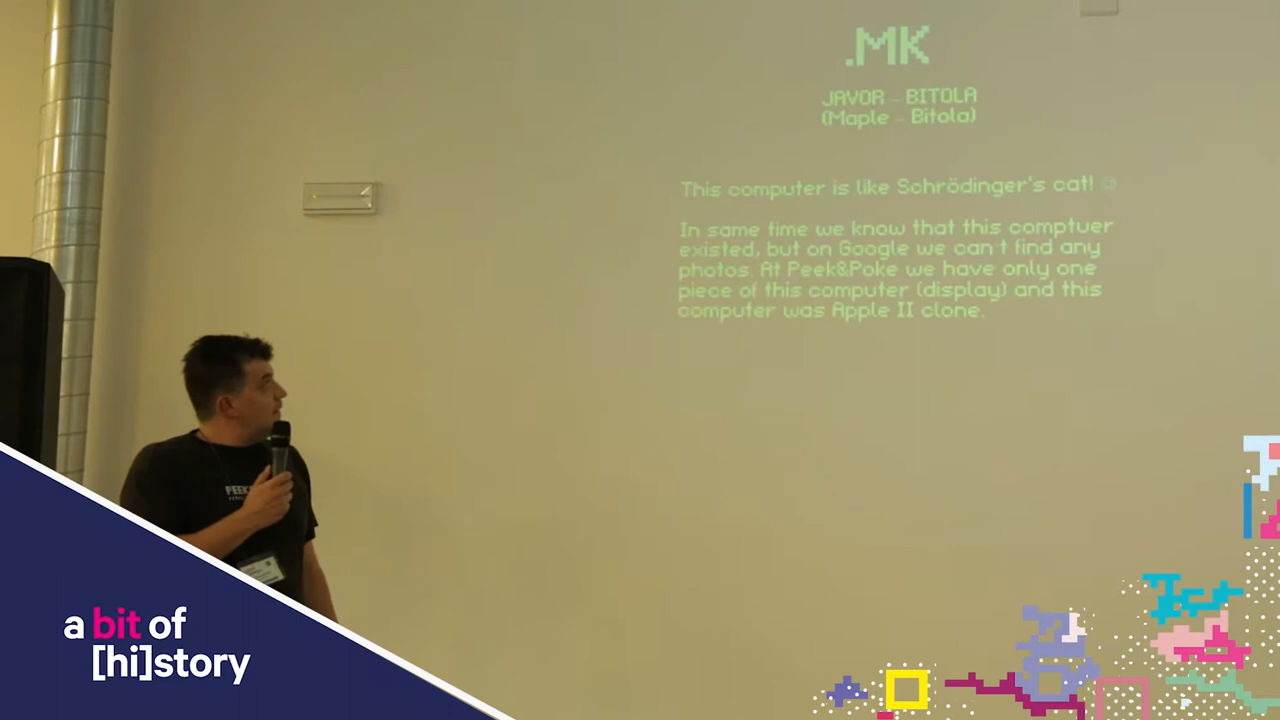 .MK
JAVOR - BITOLA
(Maple - Bitola)
This computer is like Schrödinger's cat! ☺
In same time we know that this comptuer
existed, but on Google we can't find any
photos. At Peek&Poke we have only one
piece of this computer (display) and this
computer was Apple II clone.
PEEK
a bit of
[hi]story